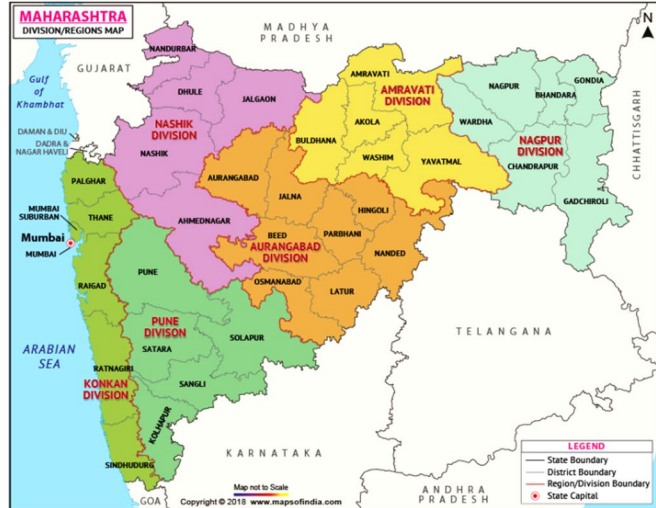 MAHARASHTRA
DIVISION/REGIONS MAP
MADHYA
PRADESH
N
GUJARAT
Gulf
of
Khambhat
NANDURBAR
DHULE
JALGAON
NASHIK
DIVISION
NASHIK
AHMEDNAGAR
AMRAVATI
AMRAVATI
DIVISION
AKOLA
BULDHANA
WASHIM
YAVATMAL
NAGPUR
GONDIA
BHANDARA
WARDHA
NAGPUR
DIVISION
CHANDRAPUR
GADCHIROLI
CHHATTISGARH
DAMAN & DIU
DADRA &
NAGAR HAVELI
PALGHAR
MUMBAI
SUBURBAN
THANE
Mumbai
MUMBAI
RAIGAD
AURANGABAD
JALNA
HINGOLI
BEED
PARBHANI
AURANGABAD
DIVISION
NANDED
OSMANABAD
LATUR
PUNE
PUNE
DIVISON
SATARA
SOLAPUR
SANGLI
KOLHAPUR
ARABIAN
SEA
RATNAGIRI
KONKAN
DIVISION
SINDHUDURG
GOA
KARNATAKA
TELANGANA
ANDHRA
PRADESH
LEGEND
State Boundary
District Boundary
Region/Division Boundary
State Capital
Map not to Scale
Copyright © 2018 www.mapsofindia.com